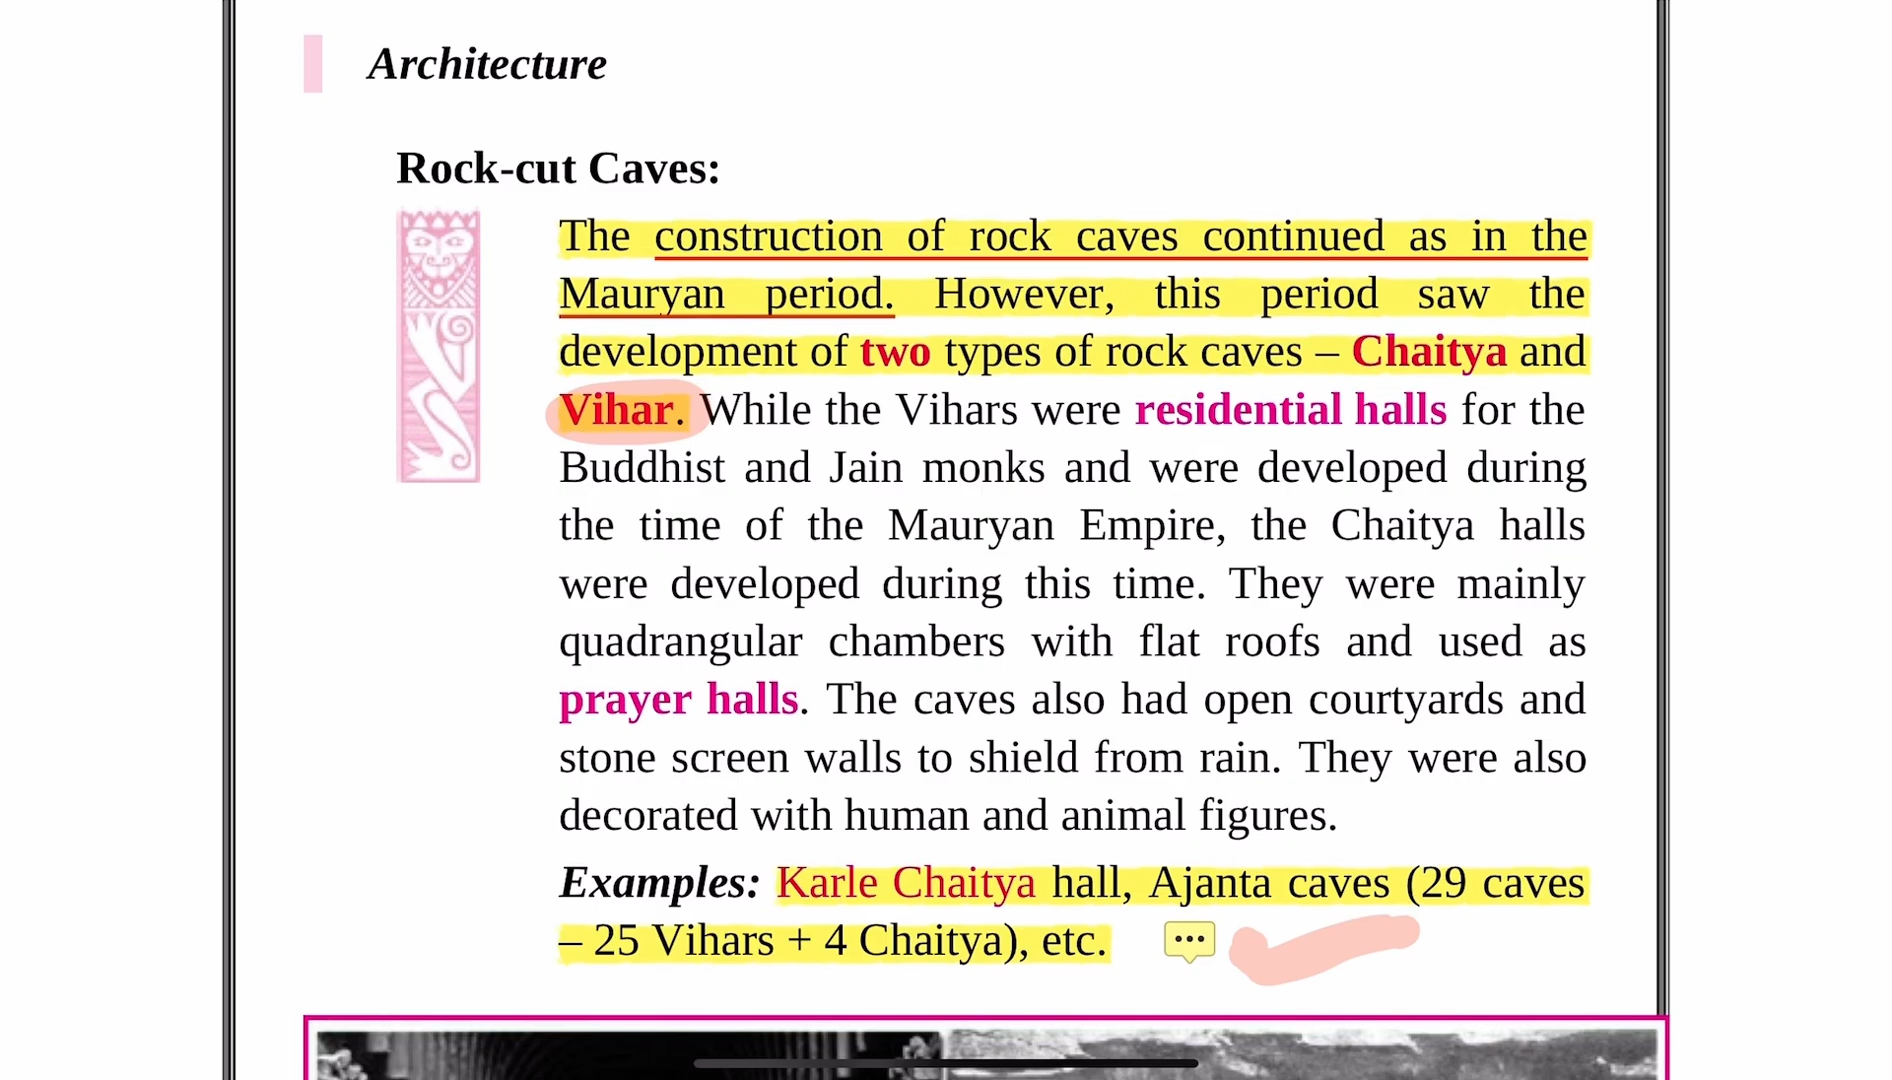 Architecture
Rock-cut Caves:
The construction of rock caves continued as in the
Mauryan period. However, this period saw the
development of two types of rock caves – Chaitya and
Vihar. While the Vihars were residential halls for the
Buddhist and Jain monks and were developed during
the time of the Mauryan Empire, the Chaitya halls
were developed during this time. They were mainly
quadrangular chambers with flat roofs and used as
prayer halls. The caves also had open courtyards and
stone screen walls to shield from rain. They were also
decorated with human and animal figures.
Examples: Karle Chaitya hall, Ajanta caves (29 caves
– 25 Vihars + 4 Chaitya), etc.